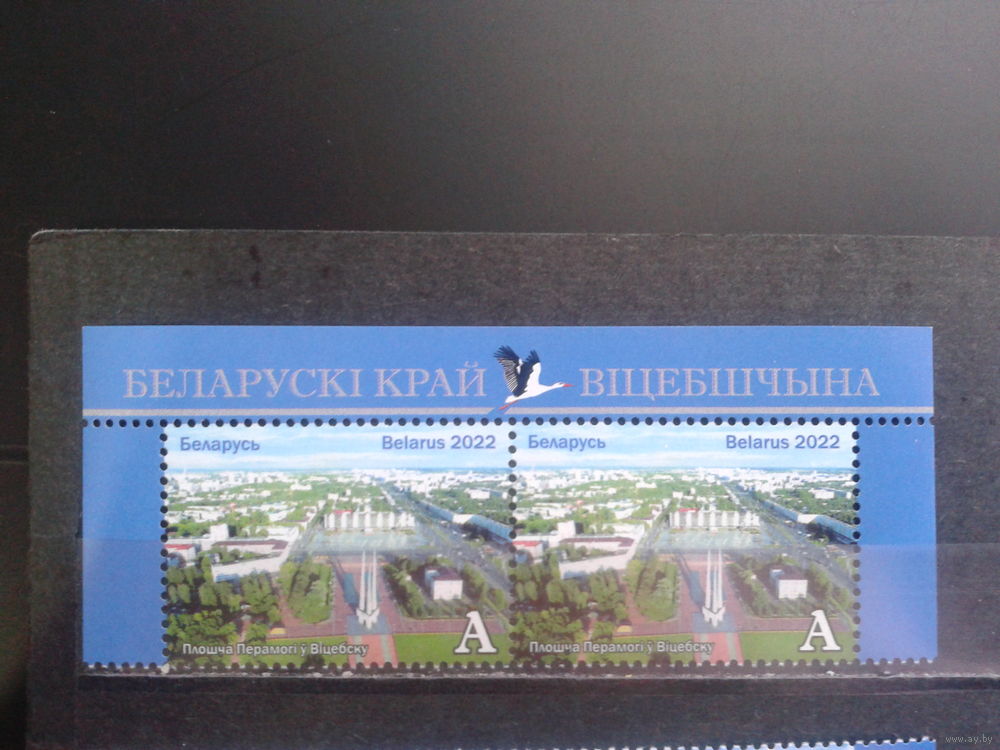 БЕЛАРУСКІ КРАЙ ВІЦЕБШЧЫНА
Беларусь Belarus 2022
Плошча Перамогі ў Віцебску A
Беларусь Belarus 2022
Плошча Перамогі ў Віцебску A
www.ay.by